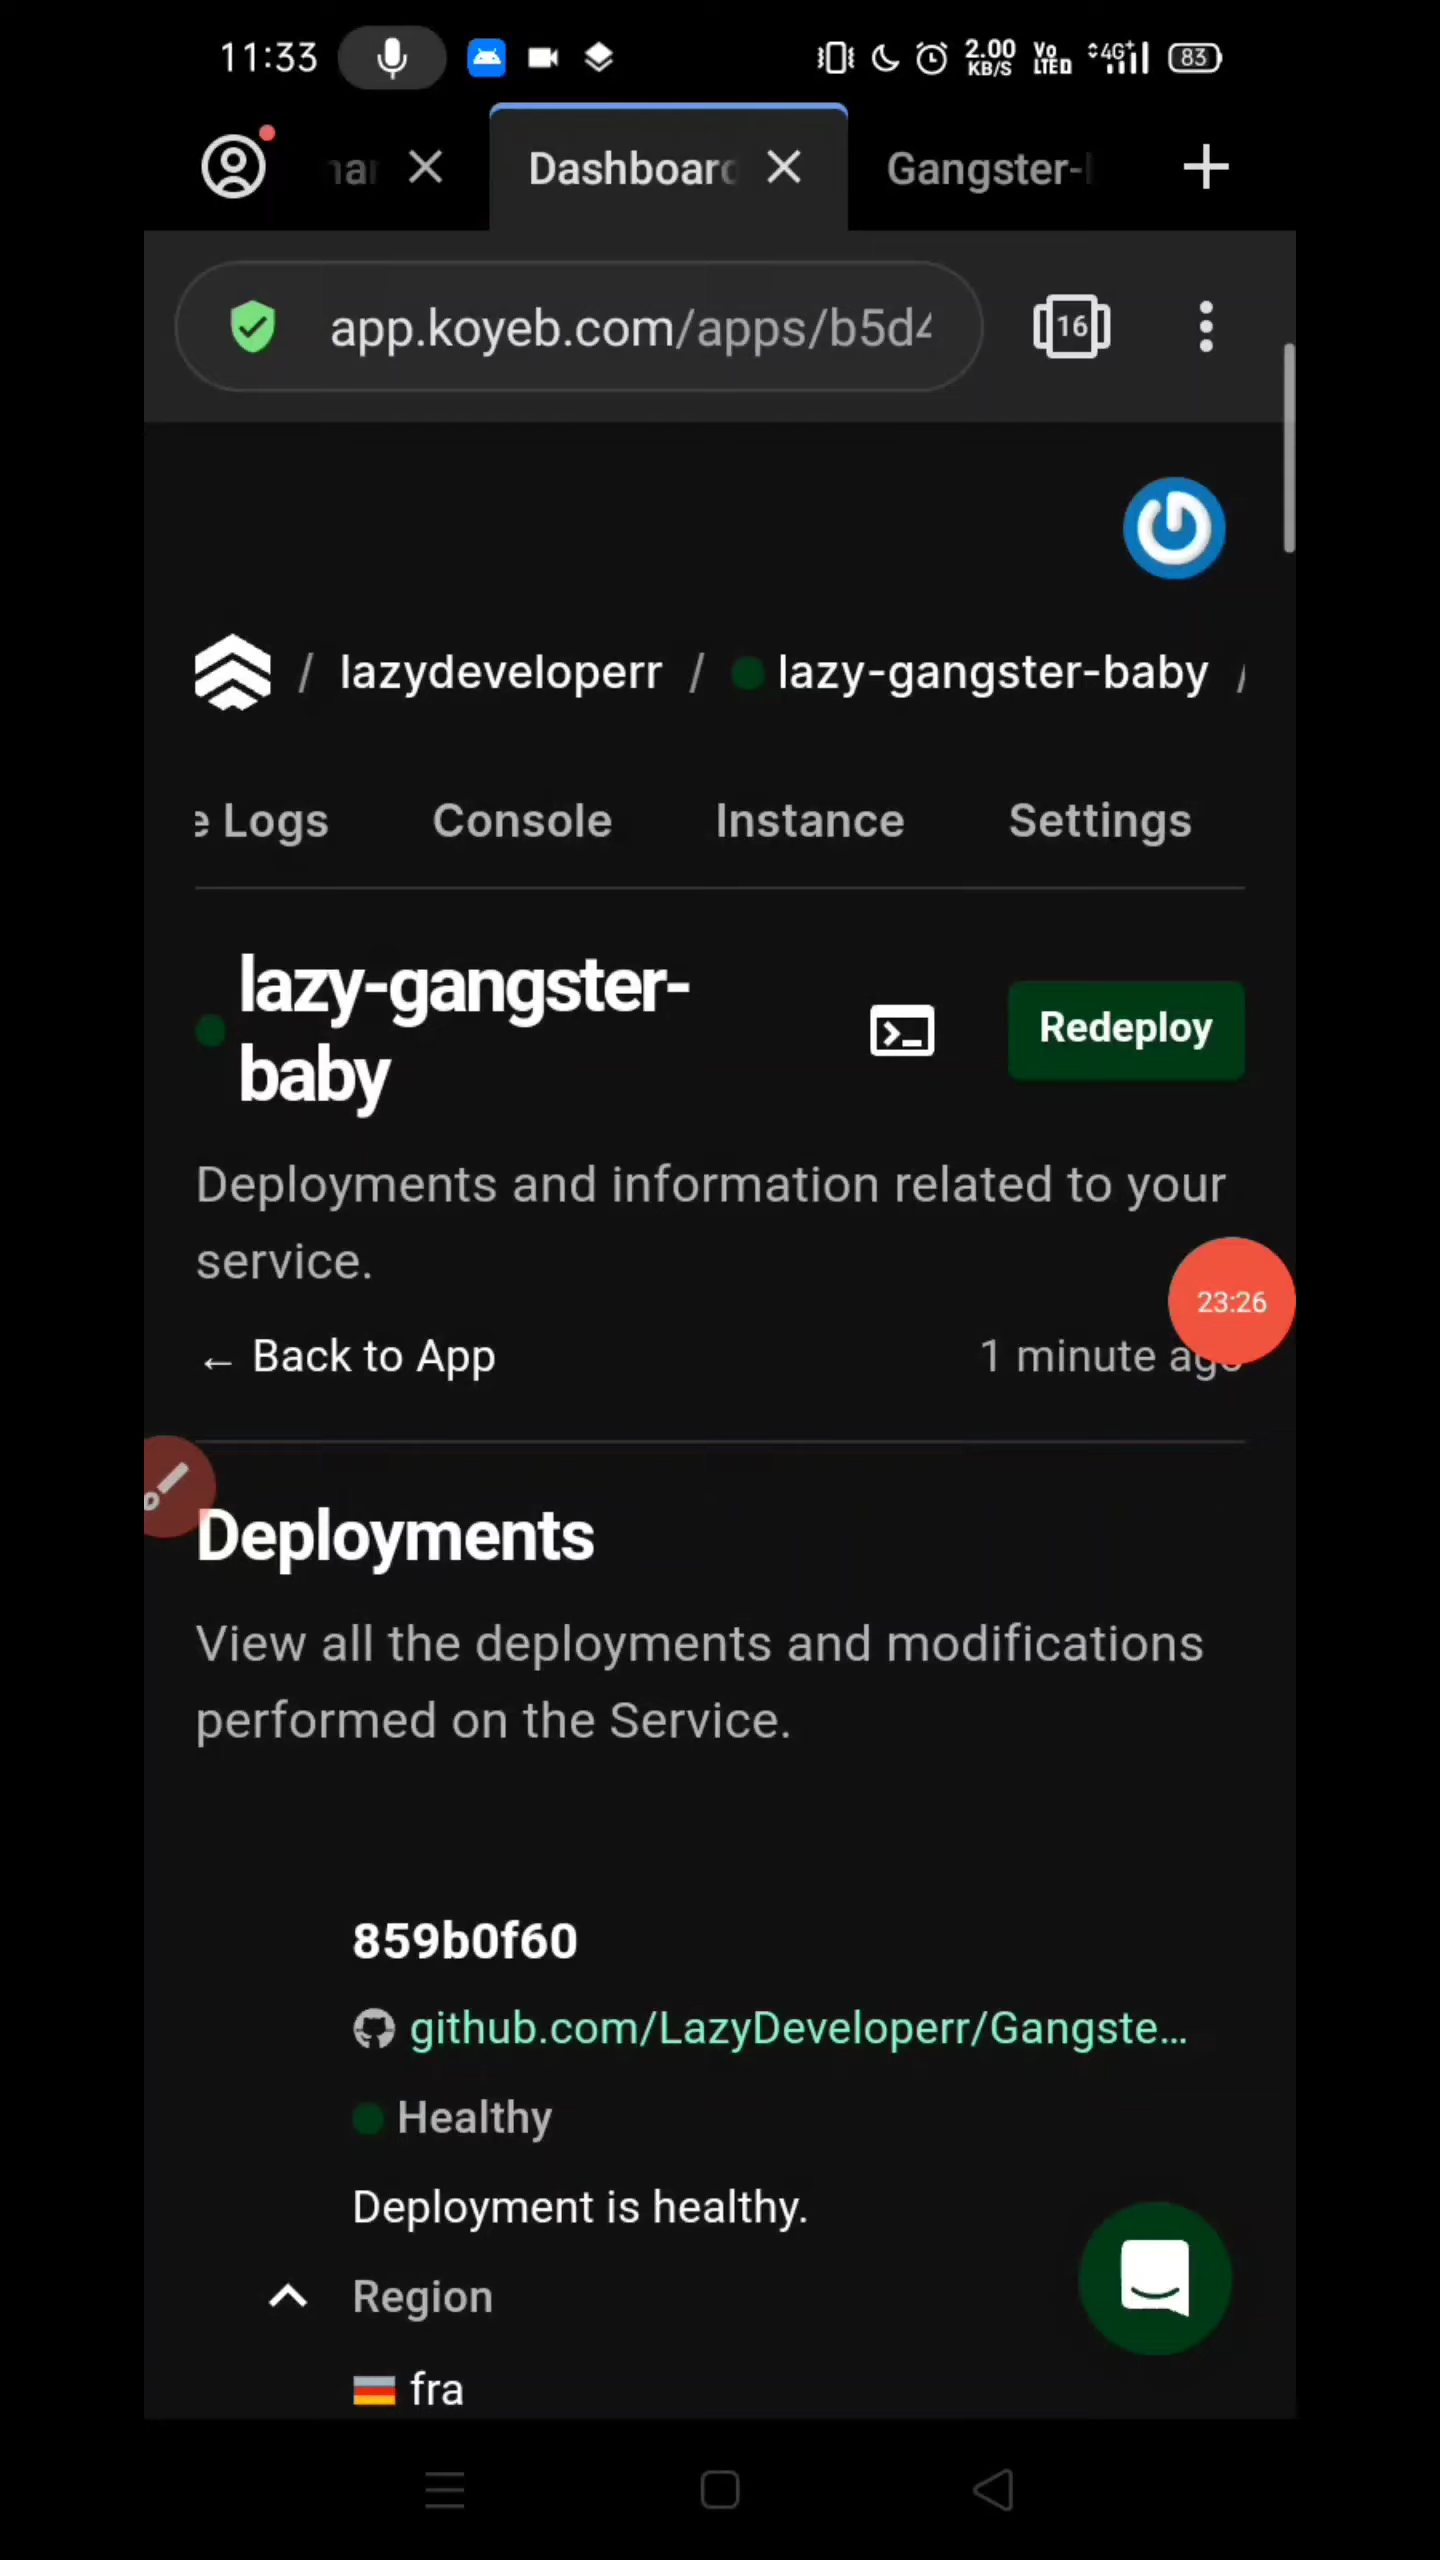 11:33
2.00
KB/S
Vo
LTED
4G+
83
Dashboard
Gangster-
app.koyeb.com/apps/b5d4
16
/ lazydeveloperr / lazy-gangster-baby /
e Logs Console Instance Settings
lazy-gangster-
baby
Redeploy
Deployments and information related to your
service.
23:26
← Back to App
1 minute ago
Deployments
View all the deployments and modifications
performed on the Service.
859b0f60
github.com/LazyDeveloperr/Gangste...
Healthy
Deployment is healthy.
Region
fra